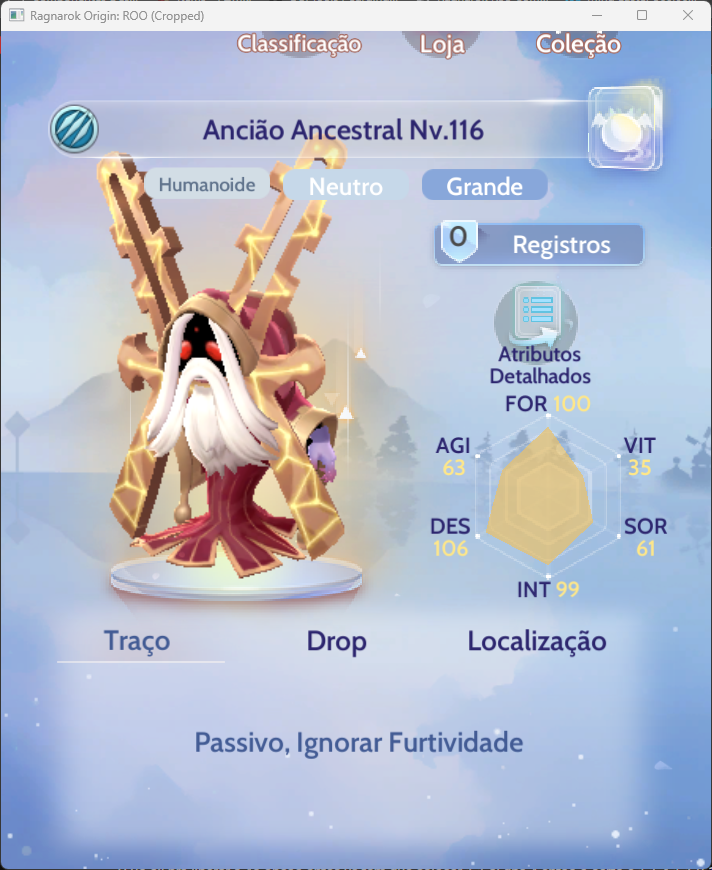 Ragnarok Origin: ROO (Cropped)
Classificação
Loja
Coleção
Ancião Ancestral Nv.116
Humanoide
Neutro
Grande
0
Registros
Atributos
Detalhados
FOR 100
AGI
63
VIT
35
DES
106
SOR
61
INT 99
Traço
Drop
Localização
Passivo, Ignorar Furtividade